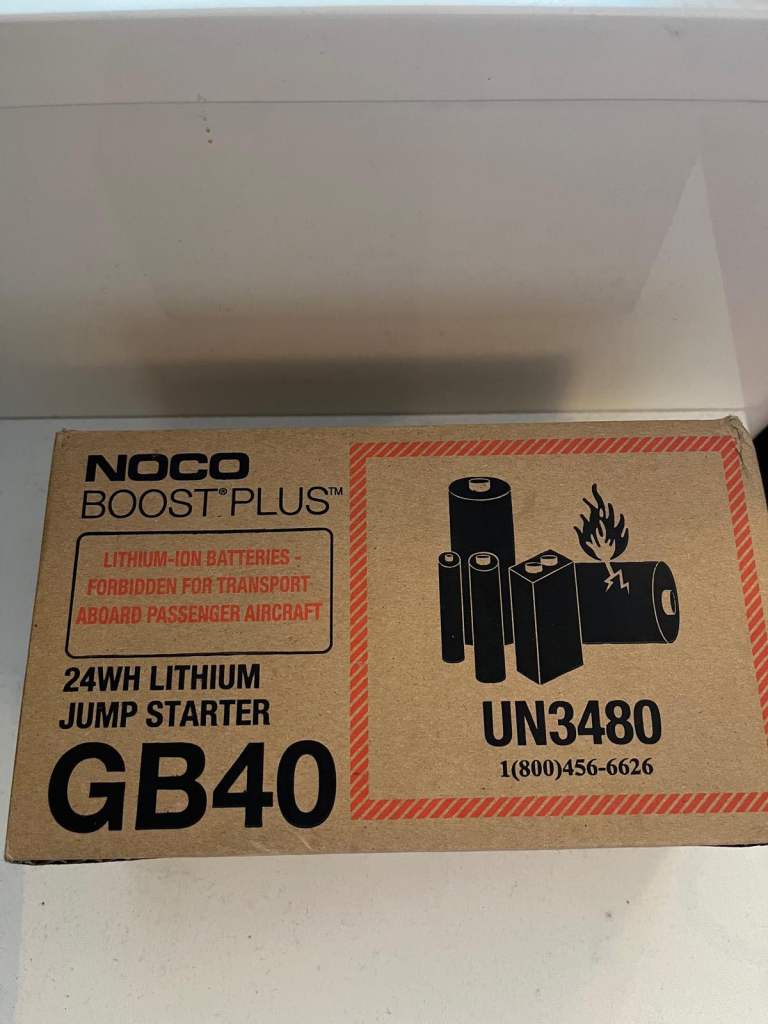 NOCO
BOOST® PLUS™
LITHIUM-ION BATTERIES -
FORBIDDEN FOR TRANSPORT
ABOARD PASSENGER AIRCRAFT
24WH LITHIUM
JUMP STARTER
GB40
UN3480
1(800)456-6626